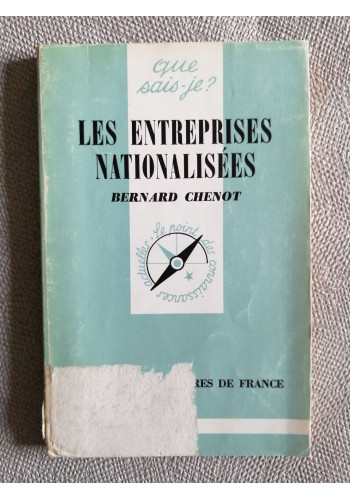 que
sais-je?
LES ENTREPRISES
NATIONALISÉES
BERNARD CHENOT
Le point des connaissances actuelles
RES DE FRANCE